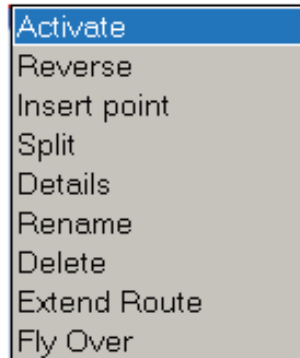 Activate
Reverse
Insert point
Split
Details
Rename
Delete
Extend Route
Fly Over